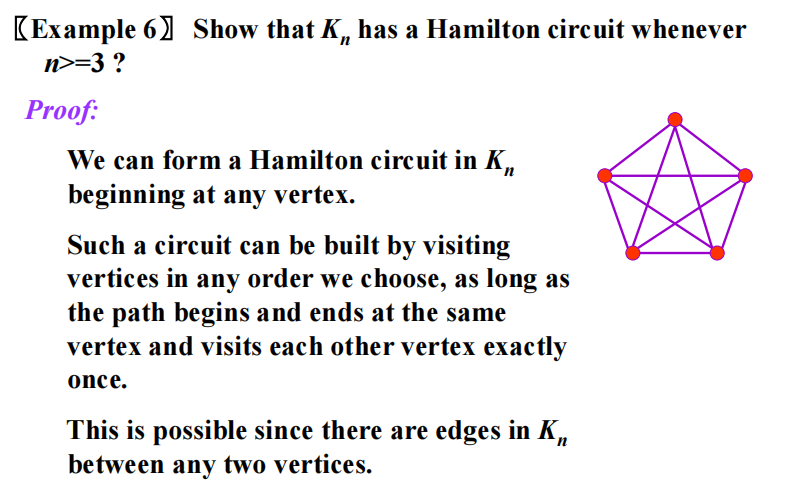 〖Example 6〗 Show that Kn has a Hamilton circuit whenever
n>=3 ?
Proof:
We can form a Hamilton circuit in Kn
beginning at any vertex.
Such a circuit can be built by visiting
vertices in any order we choose, as long as
the path begins and ends at the same
vertex and visits each other vertex exactly
once.
This is possible since there are edges in Kn
between any two vertices.